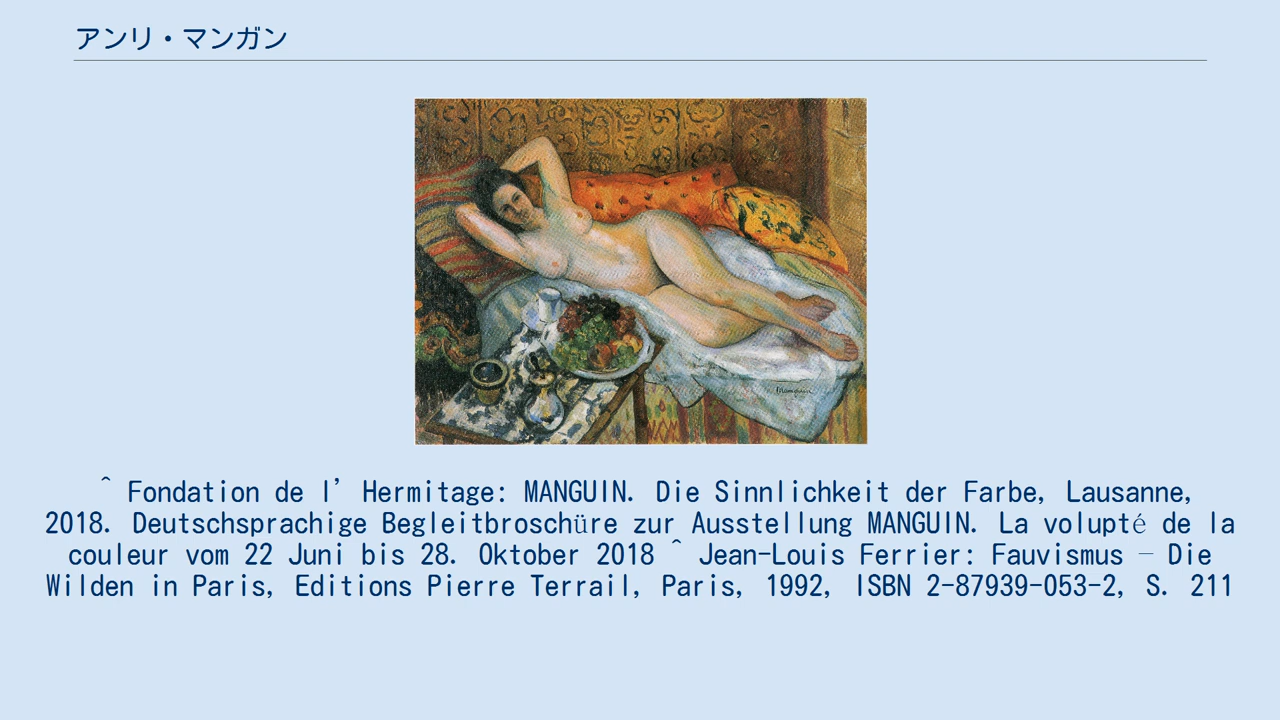 アンリ・マンガン
Manguin
^ Fondation de l’Hermitage: MANGUIN. Die Sinnlichkeit der Farbe, Lausanne,
2018. Deutschsprachige Begleitbroschüre zur Ausstellung MANGUIN. La volupté de la
couleur vom 22 Juni bis 28. Oktober 2018 ^ Jean-Louis Ferrier: Fauvismus – Die
Wilden in Paris, Editions Pierre Terrail, Paris, 1992, ISBN 2-87939-053-2, S. 211